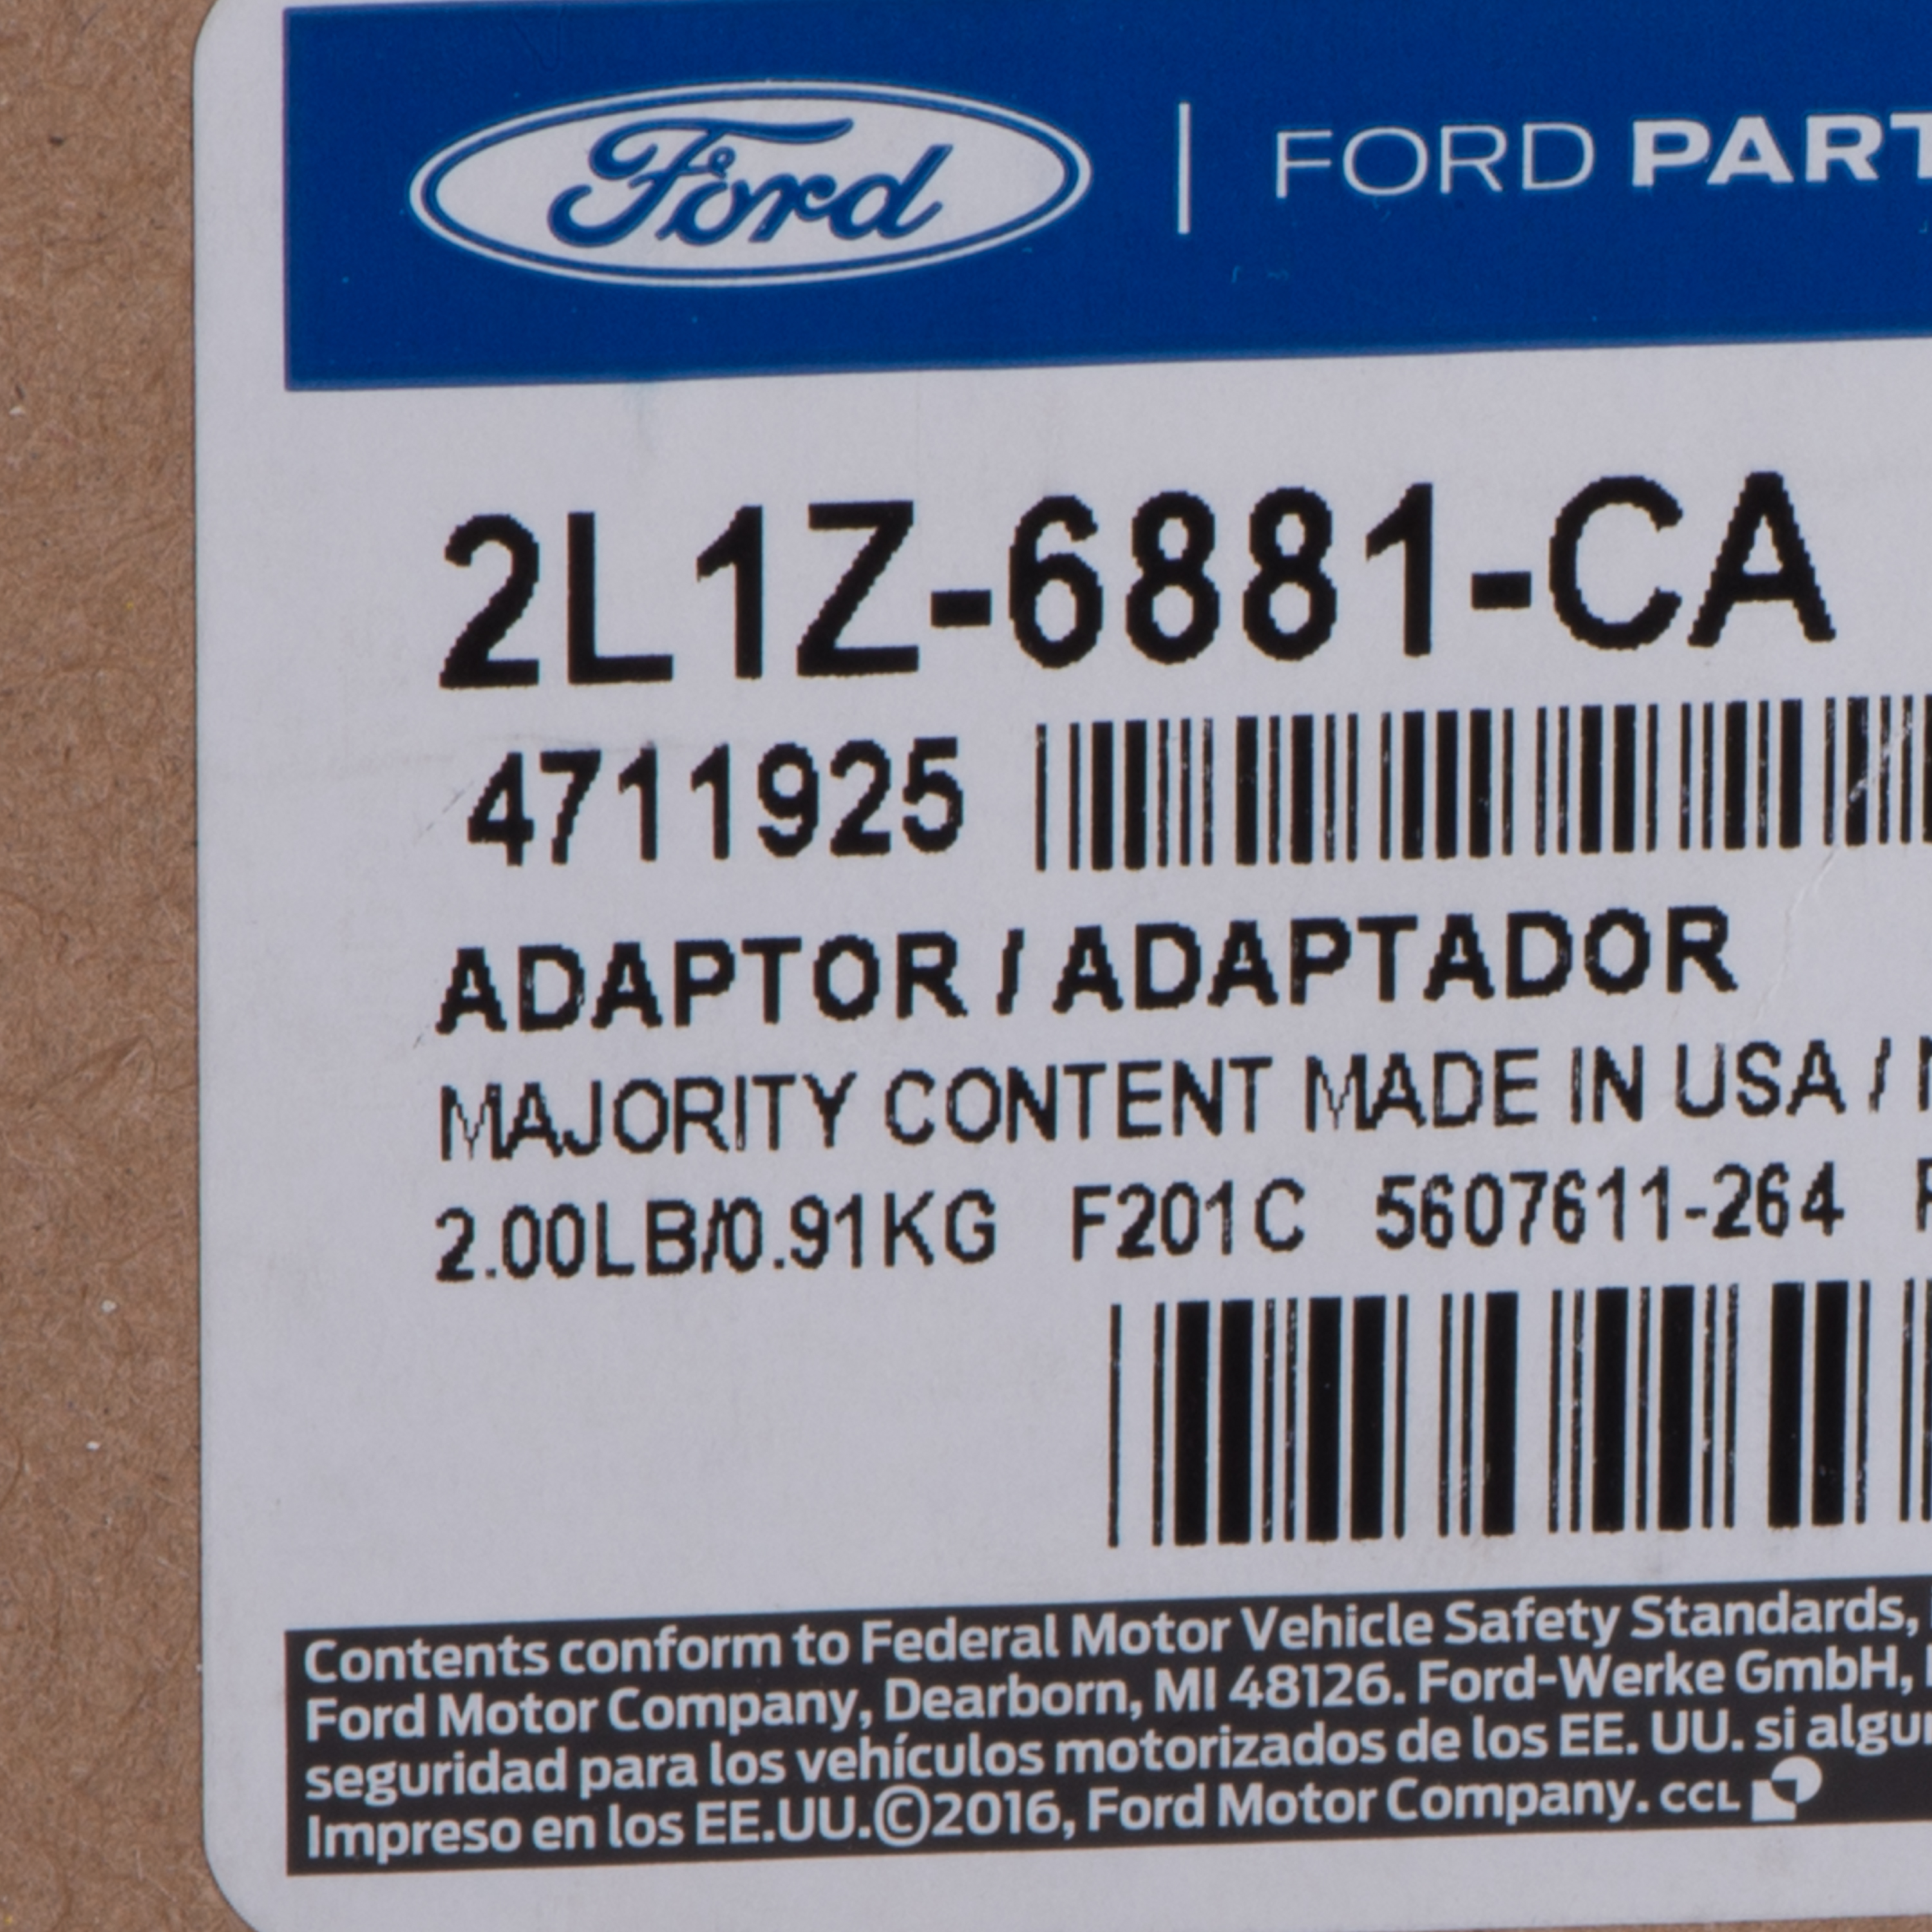 Ford | FORD PART
2L1Z-6881-CA
4711925
ADAPTOR / ADAPTADOR
MAJORITY CONTENT MADE IN USA /
2.00LB/0.91KG F201C 5607611-264
Contents conform to Federal Motor Vehicle Safety Standards,
Ford Motor Company, Dearborn, MI 48126. Ford-Werke GmbH,
seguridad para los vehículos motorizados de los EE. UU. si algu
Impreso en los EE.UU.©2016, Ford Motor Company. CCL